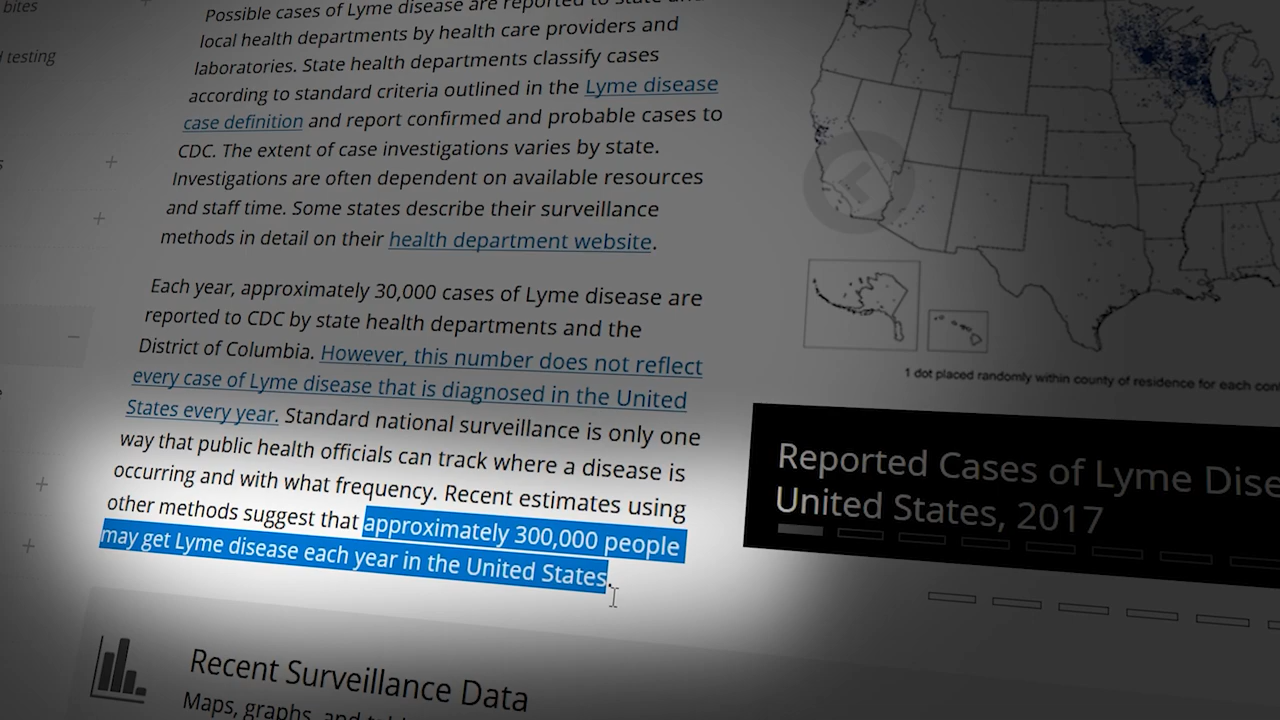 bites
testing
Possible cases of Lyme disease are reported to state and
local health departments by health care providers and
laboratories. State health departments classify cases
according to standard criteria outlined in the Lyme disease
case definition and report confirmed and probable cases to
CDC. The extent of case investigations varies by state.
Investigations are often dependent on available resources
and staff time. Some states describe their surveillance
methods in detail on their health department website.
Each year, approximately 30,000 cases of Lyme disease are
reported to CDC by state health departments and the
District of Columbia. However, this number does not reflect
every case of Lyme disease that is diagnosed in the United
States every year. Standard national surveillance is only one
way that public health officials can track where a disease is
occurring and with what frequency. Recent estimates using
other methods suggest that approximately 300,000 people
may get Lyme disease each year in the United States.
1 dot placed randomly within county of residence for each con
Reported Cases of Lyme Dise
United States, 2017
Recent Surveillance Data
Maps, graphs, and